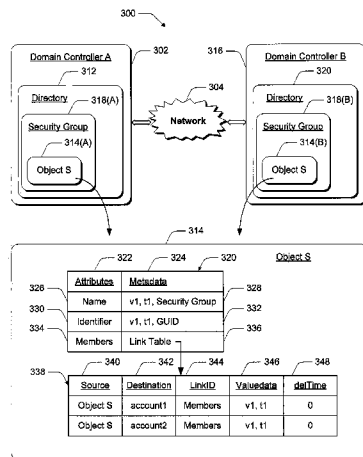 300
Domain Controller A
302
316
Domain Controller B
312
304
320
Directory
Directory
318(A)
Network
318(B)
Security Group
Security Group
314(A)
314(B)
Object S
Object S
314
322
324
320
Object S
Attributes Metadata
326 Name v1, t1, Security Group 328
330 Identifier v1, t1, GUID 332
334 Members Link Table 336
340 342 344 346 348
338
Source Destination LinkID Valuedata delTime
Object S account1 Members v1, t1 0
Object S account2 Members v1, t1 0